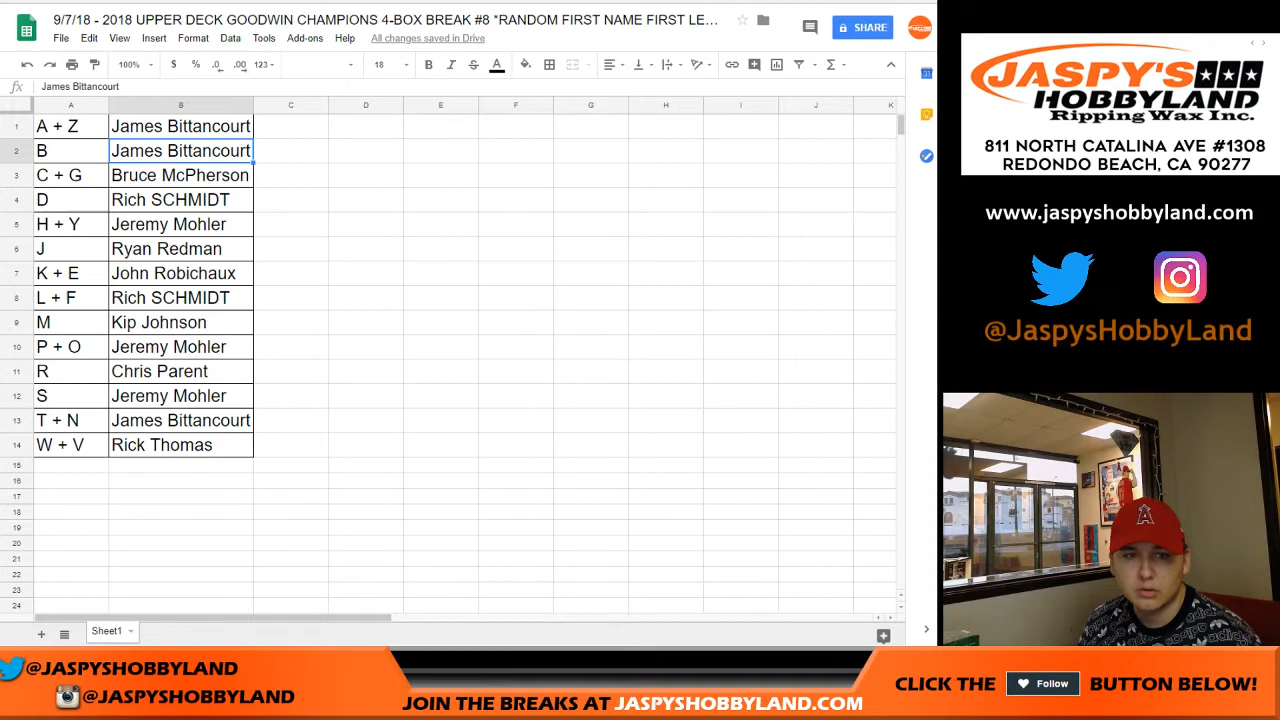 9/7/18 - 2018 UPPER DECK GOODWIN CHAMPIONS 4-BOX BREAK #8 *RANDOM FIRST NAME FIRST LE...
SHARE
File Edit View Insert Format Data Tools Add-ons Help All changes saved in Drive
100% $ % .0 .00 123 18 B I S A
fx James Bittancourt
A B C D E F G H I J K
1 A + Z James Bittancourt
2 B James Bittancourt
3 C + G Bruce McPherson
4 D Rich SCHMIDT
5 H + Y Jeremy Mohler
6 J Ryan Redman
7 K + E John Robichaux
8 L + F Rich SCHMIDT
9 M Kip Johnson
10 P + O Jeremy Mohler
11 R Chris Parent
12 S Jeremy Mohler
13 T + N James Bittancourt
14 W + V Rick Thomas
15
16
17
18
19
20
21
22
23
24
Sheet1
JASPY'S
HOBBYLAND
Ripping Wax Inc.
811 NORTH CATALINA AVE #1308
REDONDO BEACH, CA 90277
www.jaspyshobbyland.com
@JaspysHobbyLand
A
adidas
@JASPYSHOBBYLAND
@JASPYSHOBBYLAND
JOIN THE BREAKS AT JASPYSHOBBYLAND.COM
CLICK THE Follow BUTTON BELOW!